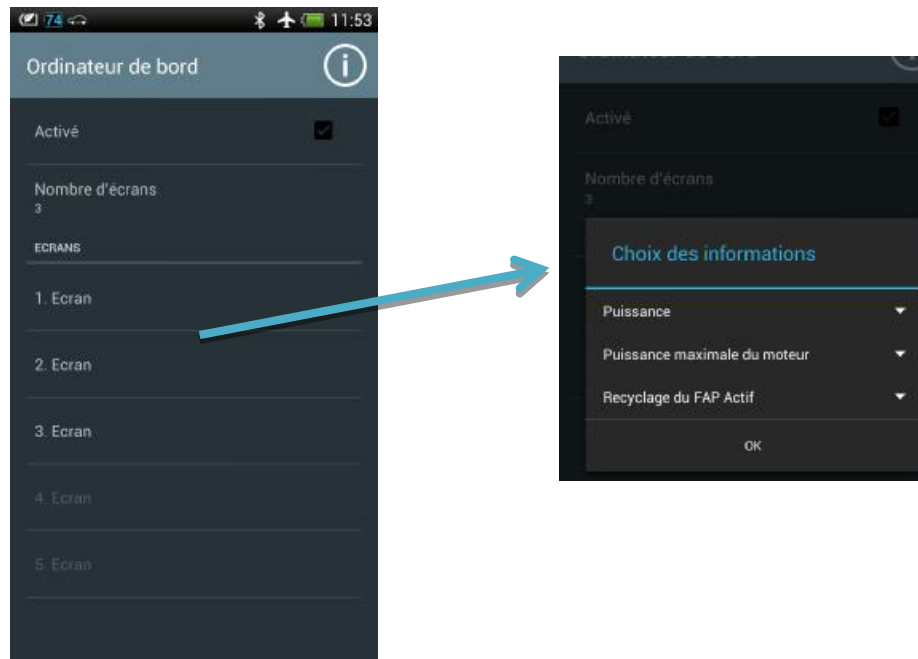 74 11:53
Ordinateur de bord
Activé
Nombre d'écrans
3
ECRANS
1. Ecran
2. Ecran
3. Ecran
4. Ecran
5. Ecran
Activé
Nombre d'écrans
3
Choix des informations
Puissance
Puissance maximale du moteur
Recyclage du FAP Actif
OK